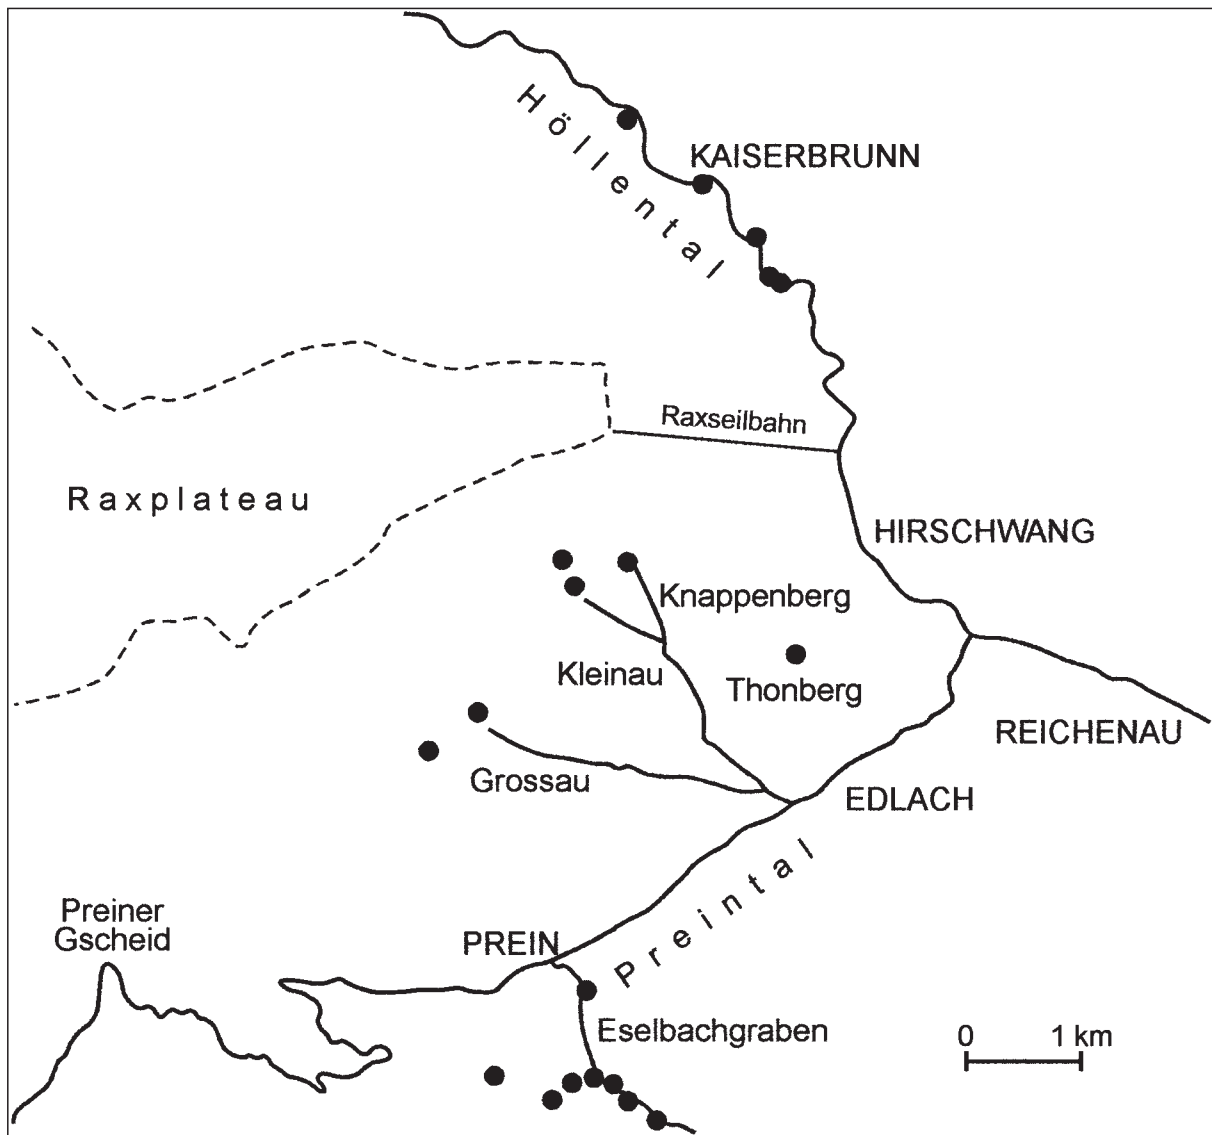 Höllental
KAISERBRUNN
Raxseilbahn
Raxplateau
HIRSCHWANG
Knappenberg
Kleinau
Thonberg
REICHENAU
Grossau
EDLACH
Preintal
Preiner
Gscheid
PREIN
Eselbachgraben
0 1 km